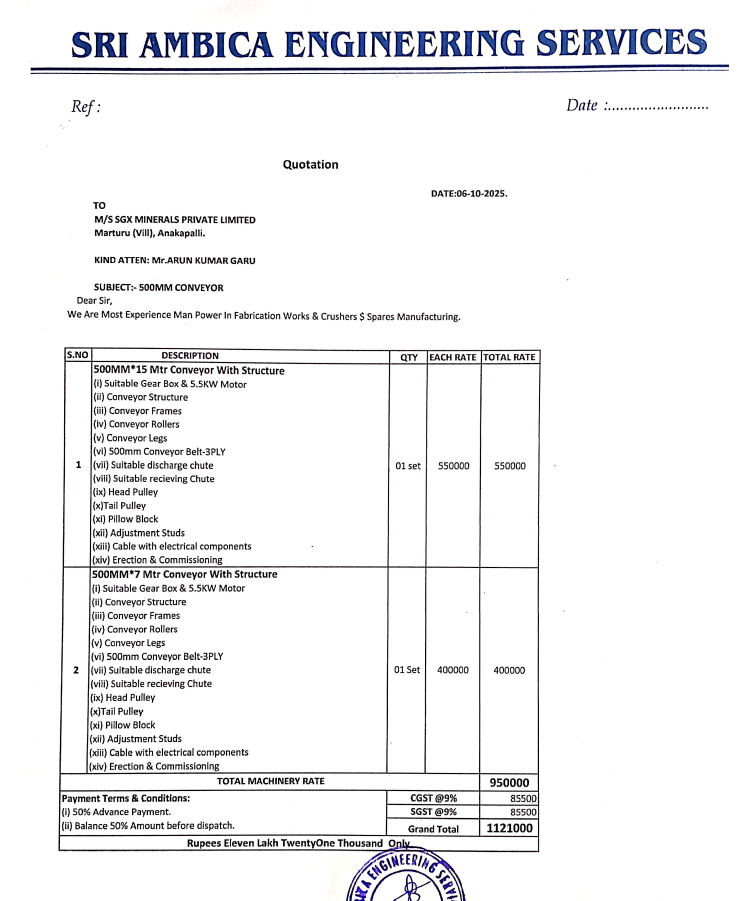 SRI AMBICA ENGINEERING SERVICES
Ref :
Date :........................
Quotation
DATE:06-10-2025.
TO
M/S SGX MINERALS PRIVATE LIMITED
Marturu (Vill), Anakapalli.
KIND ATTEN: Mr.ARUN KUMAR GARU
SUBJECT:- 500MM CONVEYOR
Dear Sir,
We Are Most Experience Man Power In Fabrication Works & Crushers $ Spares Manufacturing.
S.NO DESCRIPTION QTY EACH RATE TOTAL RATE
500MM*15 Mtr Conveyor With Structure
(i) Suitable Gear Box & 5.5KW Motor
(ii) Conveyor Structure
(iii) Conveyor Frames
(iv) Conveyor Rollers
(v) Conveyor Legs
(vi) 500mm Conveyor Belt-3PLY
1 (vii) Suitable discharge chute 01 set 550000 550000
(viii) Suitable recieving Chute
(ix) Head Pulley
(x)Tail Pulley
(xi) Pillow Block
(xii) Adjustment Studs
(xiii) Cable with electrical components
(xiv) Erection & Commissioning
500MM*7 Mtr Conveyor With Structure
(i) Suitable Gear Box & 5.5KW Motor
(ii) Conveyor Structure
(iii) Conveyor Frames
(iv) Conveyor Rollers
(v) Conveyor Legs
(vi) 500mm Conveyor Belt-3PLY
2 (vii) Suitable discharge chute 01 Set 400000 400000
(viii) Suitable recieving Chute
(ix) Head Pulley
(x)Tail Pulley
(xi) Pillow Block
(xii) Adjustment Studs
(xiii) Cable with electrical components
(xiv) Erection & Commissioning
TOTAL MACHINERY RATE 950000
Payment Terms & Conditions: CGST @9% 85500
(i) 50% Advance Payment. SGST @9% 85500
(ii) Balance 50% Amount before dispatch. Grand Total 1121000
Rupees Eleven Lakh TwentyOne Thousand Only
ENGINEERING